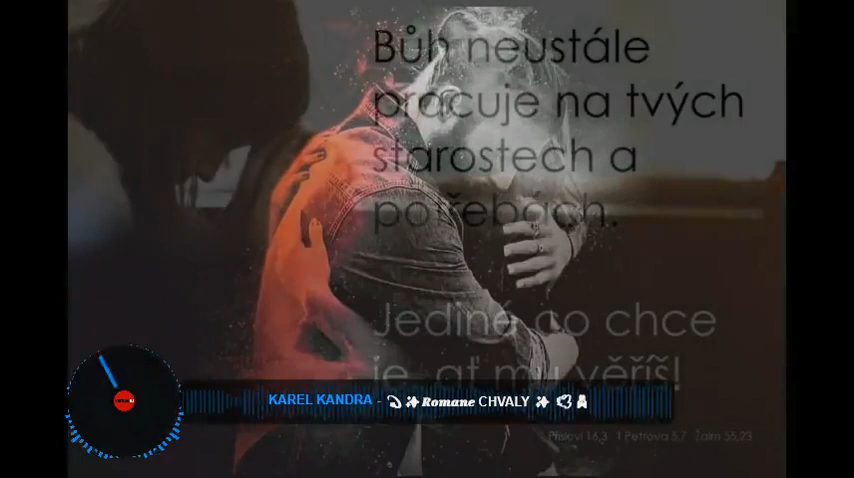 Bůh neustále
pracuje na tvých
starostech a
potřebách.
Jediné co chce
je, ať mu věříš!
KAREL KANDRA - Romane CHVALY
Přísloví 16,3 1 Petrova 5,7 Žalm 55,23